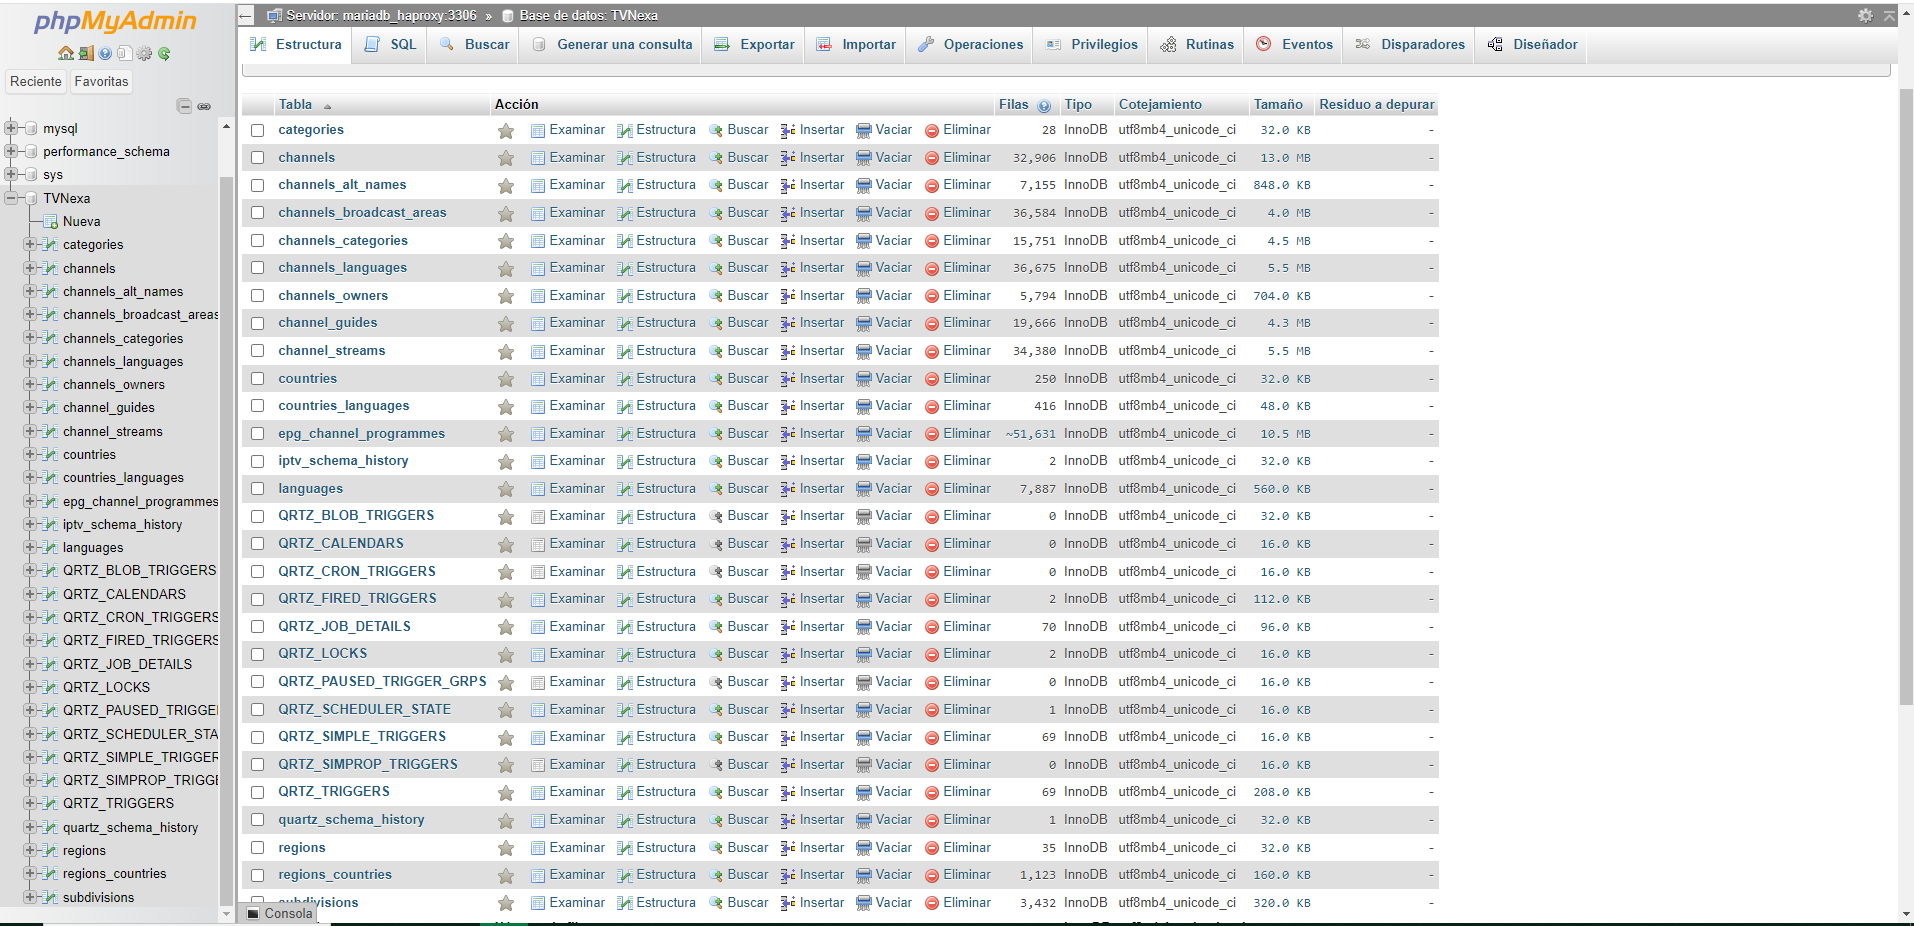 phpMyAdmin
Reciente
Favoritas
mysql
performance_schema
sys
TVNexa
Nueva
categories
channels
channels_alt_names
channels_broadcast_areas
channels_categories
channels_languages
channels_owners
channel_guides
channel_streams
countries
countries_languages
epg_channel_programmes
iptv_schema_history
languages
QRTZ_BLOB_TRIGGERS
QRTZ_CALENDARS
QRTZ_CRON_TRIGGERS
QRTZ_FIRED_TRIGGERS
QRTZ_JOB_DETAILS
QRTZ_LOCKS
QRTZ_PAUSED_TRIGGE
QRTZ_SCHEDULER_STA
QRTZ_SIMPLE_TRIGGER
QRTZ_SIMPROP_TRIGGE
QRTZ_TRIGGERS
quartz_schema_history
regions
regions_countries
subdivisions
Servidor: mariadb_haproxy:3306 » Base de datos: TVNexa
Estructura SQL Buscar Generar una consulta Exportar Importar Operaciones Privilegios Rutinas Eventos Disparadores Diseñador
Tabla Acción Filas Tipo Cotejamiento Tamaño Residuo a depurar
categories Examinar Estructura Buscar Insertar Vaciar Eliminar 28 InnoDB utf8mb4_unicode_ci 32.0 KB -
channels Examinar Estructura Buscar Insertar Vaciar Eliminar 32,906 InnoDB utf8mb4_unicode_ci 13.0 MB -
channels_alt_names Examinar Estructura Buscar Insertar Vaciar Eliminar 7,155 InnoDB utf8mb4_unicode_ci 848.0 KB -
channels_broadcast_areas Examinar Estructura Buscar Insertar Vaciar Eliminar 36,584 InnoDB utf8mb4_unicode_ci 4.0 MB -
channels_categories Examinar Estructura Buscar Insertar Vaciar Eliminar 15,751 InnoDB utf8mb4_unicode_ci 4.5 MB -
channels_languages Examinar Estructura Buscar Insertar Vaciar Eliminar 36,675 InnoDB utf8mb4_unicode_ci 5.5 MB -
channels_owners Examinar Estructura Buscar Insertar Vaciar Eliminar 5,794 InnoDB utf8mb4_unicode_ci 704.0 KB -
channel_guides Examinar Estructura Buscar Insertar Vaciar Eliminar 19,666 InnoDB utf8mb4_unicode_ci 4.3 MB -
channel_streams Examinar Estructura Buscar Insertar Vaciar Eliminar 34,380 InnoDB utf8mb4_unicode_ci 5.5 MB -
countries Examinar Estructura Buscar Insertar Vaciar Eliminar 250 InnoDB utf8mb4_unicode_ci 32.0 KB -
countries_languages Examinar Estructura Buscar Insertar Vaciar Eliminar 416 InnoDB utf8mb4_unicode_ci 48.0 KB -
epg_channel_programmes Examinar Estructura Buscar Insertar Vaciar Eliminar ~51,631 InnoDB utf8mb4_unicode_ci 10.5 MB -
iptv_schema_history Examinar Estructura Buscar Insertar Vaciar Eliminar 2 InnoDB utf8mb4_unicode_ci 32.0 KB -
languages Examinar Estructura Buscar Insertar Vaciar Eliminar 7,887 InnoDB utf8mb4_unicode_ci 560.0 KB -
QRTZ_BLOB_TRIGGERS Examinar Estructura Buscar Insertar Vaciar Eliminar 0 InnoDB utf8mb4_unicode_ci 32.0 KB -
QRTZ_CALENDARS Examinar Estructura Buscar Insertar Vaciar Eliminar 0 InnoDB utf8mb4_unicode_ci 16.0 KB -
QRTZ_CRON_TRIGGERS Examinar Estructura Buscar Insertar Vaciar Eliminar 0 InnoDB utf8mb4_unicode_ci 16.0 KB -
QRTZ_FIRED_TRIGGERS Examinar Estructura Buscar Insertar Vaciar Eliminar 2 InnoDB utf8mb4_unicode_ci 112.0 KB -
QRTZ_JOB_DETAILS Examinar Estructura Buscar Insertar Vaciar Eliminar 70 InnoDB utf8mb4_unicode_ci 96.0 KB -
QRTZ_LOCKS Examinar Estructura Buscar Insertar Vaciar Eliminar 2 InnoDB utf8mb4_unicode_ci 16.0 KB -
QRTZ_PAUSED_TRIGGER_GRPS Examinar Estructura Buscar Insertar Vaciar Eliminar 0 InnoDB utf8mb4_unicode_ci 16.0 KB -
QRTZ_SCHEDULER_STATE Examinar Estructura Buscar Insertar Vaciar Eliminar 1 InnoDB utf8mb4_unicode_ci 16.0 KB -
QRTZ_SIMPLE_TRIGGERS Examinar Estructura Buscar Insertar Vaciar Eliminar 69 InnoDB utf8mb4_unicode_ci 16.0 KB -
QRTZ_SIMPROP_TRIGGERS Examinar Estructura Buscar Insertar Vaciar Eliminar 0 InnoDB utf8mb4_unicode_ci 16.0 KB -
QRTZ_TRIGGERS Examinar Estructura Buscar Insertar Vaciar Eliminar 69 InnoDB utf8mb4_unicode_ci 208.0 KB -
quartz_schema_history Examinar Estructura Buscar Insertar Vaciar Eliminar 1 InnoDB utf8mb4_unicode_ci 32.0 KB -
regions Examinar Estructura Buscar Insertar Vaciar Eliminar 35 InnoDB utf8mb4_unicode_ci 32.0 KB -
regions_countries Examinar Estructura Buscar Insertar Vaciar Eliminar 1,123 InnoDB utf8mb4_unicode_ci 160.0 KB -
subdivisions Examinar Estructura Buscar Insertar Vaciar Eliminar 3,432 InnoDB utf8mb4_unicode_ci 320.0 KB -
Consola